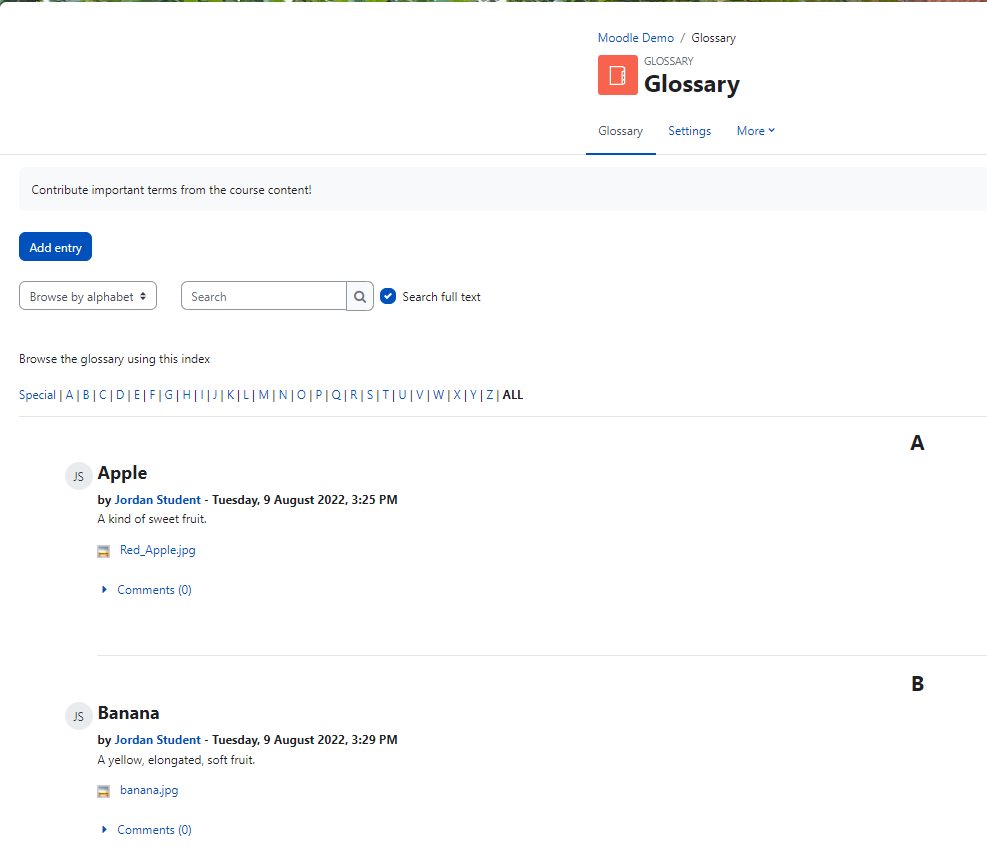 Moodle Demo / Glossary
GLOSSARY
Glossary
Glossary Settings More
Contribute important terms from the course content!
Add entry
Browse by alphabet Search Search full text
Browse the glossary using this index
Special | A | B | C | D | E | F | G | H | I | J | K | L | M | N | O | P | Q | R | S | T | U | V | W | X | Y | Z | ALL
A
JS Apple
by Jordan Student - Tuesday, 9 August 2022, 3:25 PM
A kind of sweet fruit.
Red_Apple.jpg
Comments (0)
B
JS Banana
by Jordan Student - Tuesday, 9 August 2022, 3:29 PM
A yellow, elongated, soft fruit.
banana.jpg
Comments (0)